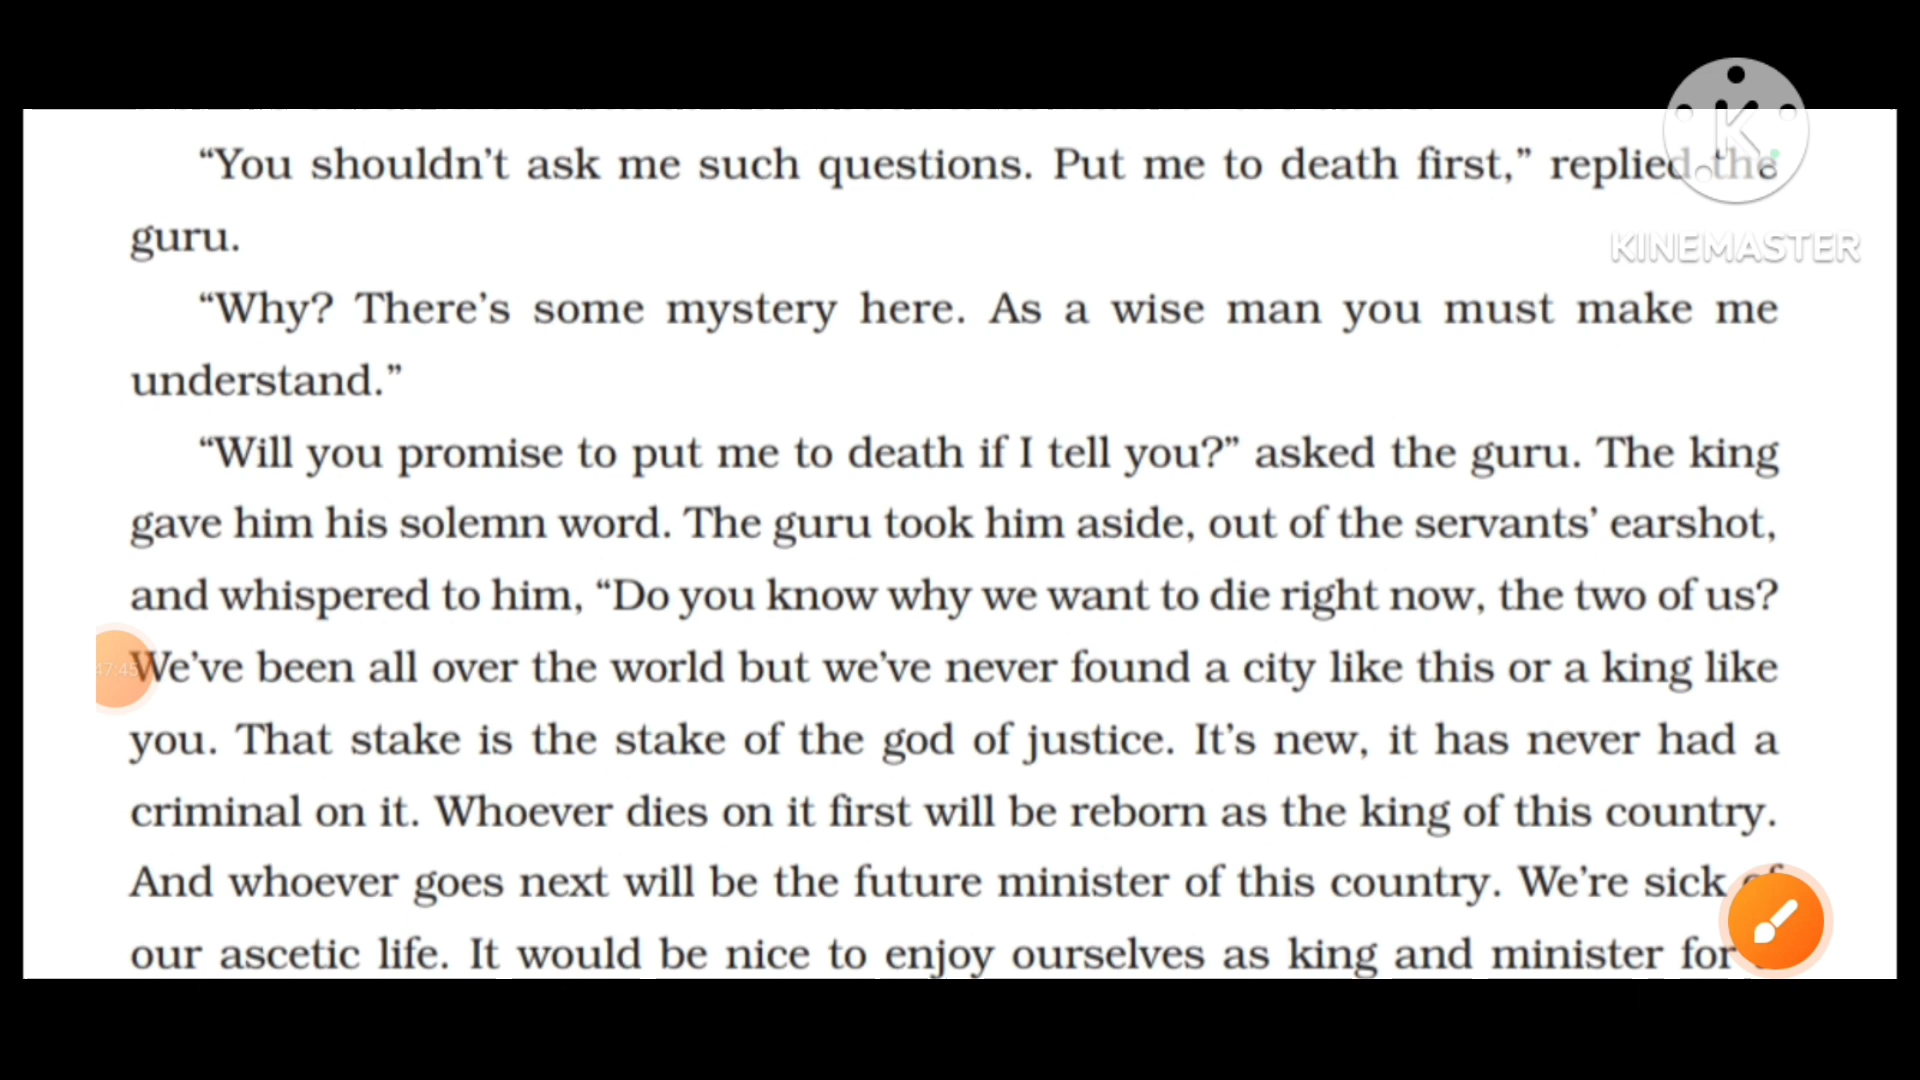 “You shouldn’t ask me such questions. Put me to death first,” replied the
guru.
“Why? There’s some mystery here. As a wise man you must make me
understand.”
“Will you promise to put me to death if I tell you?” asked the guru. The king
gave him his solemn word. The guru took him aside, out of the servants’ earshot,
and whispered to him, “Do you know why we want to die right now, the two of us?
We’ve been all over the world but we’ve never found a city like this or a king like
you. That stake is the stake of the god of justice. It’s new, it has never had a
criminal on it. Whoever dies on it first will be reborn as the king of this country.
And whoever goes next will be the future minister of this country. We’re sick of
our ascetic life. It would be nice to enjoy ourselves as king and minister for
K
KINEMASTER
47:45